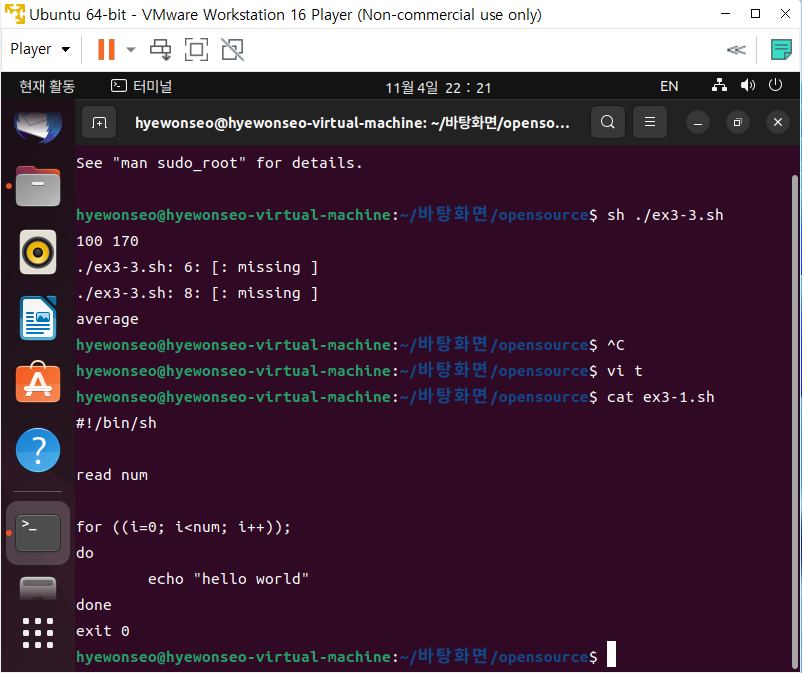 Ubuntu 64-bit - VMware Workstation 16 Player (Non-commercial use only)
Player
현재 활동
터미널
11월 4일 22 : 21
EN
hyewonseo@hyewonseo-virtual-machine: ~/바탕화면/openso...
See "man sudo_root" for details.
hyewonseo@hyewonseo-virtual-machine:~/바탕화면/opensource$ sh ./ex3-3.sh
100 170
./ex3-3.sh: 6: [: missing ]
./ex3-3.sh: 8: [: missing ]
average
hyewonseo@hyewonseo-virtual-machine:~/바탕화면/opensource$ ^C
hyewonseo@hyewonseo-virtual-machine:~/바탕화면/opensource$ vi t
hyewonseo@hyewonseo-virtual-machine:~/바탕화면/opensource$ cat ex3-1.sh
#!/bin/sh
read num
for ((i=0; i<num; i++));
do
echo "hello world"
done
exit 0
hyewonseo@hyewonseo-virtual-machine:~/바탕화면/opensource$